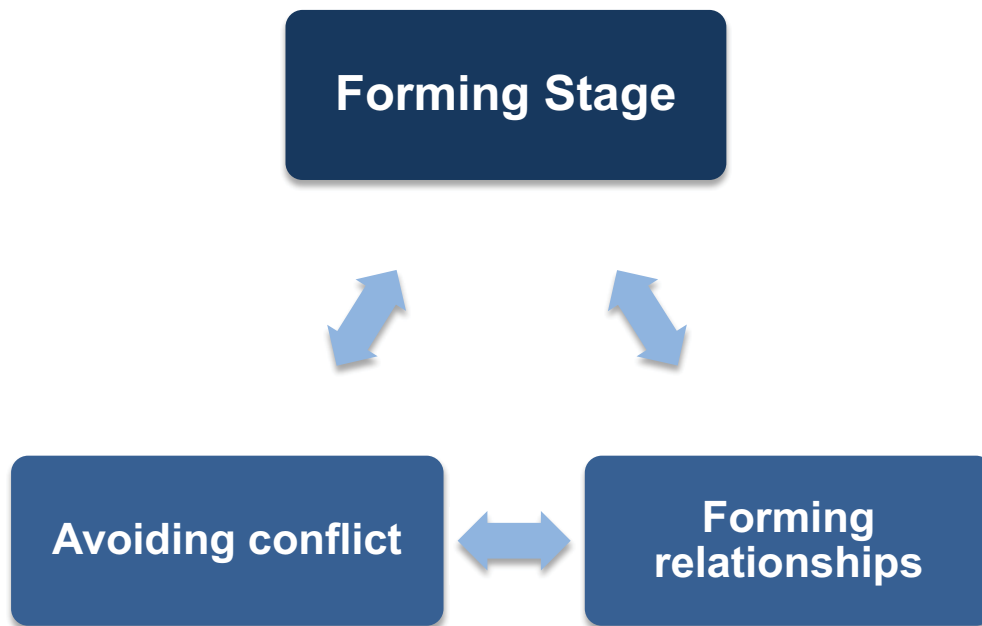 Forming Stage
Avoiding conflict
Forming
relationships